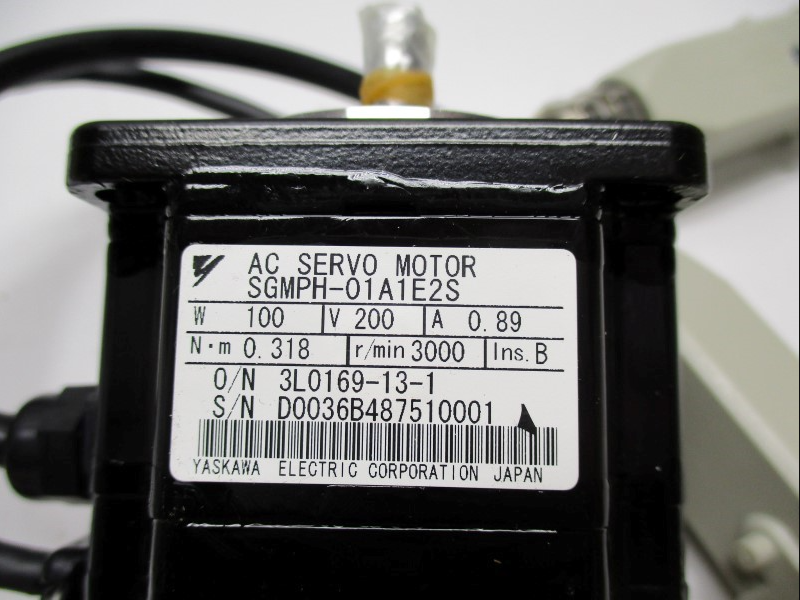 AC SERVO MOTOR
SGMPH-01A1E2S
W 100 V 200 A 0.89
N·m 0.318 r/min 3000 Ins. B
O/N 3L0169-13-1
S/N D0036B487510001
YASKAWA ELECTRIC CORPORATION JAPAN